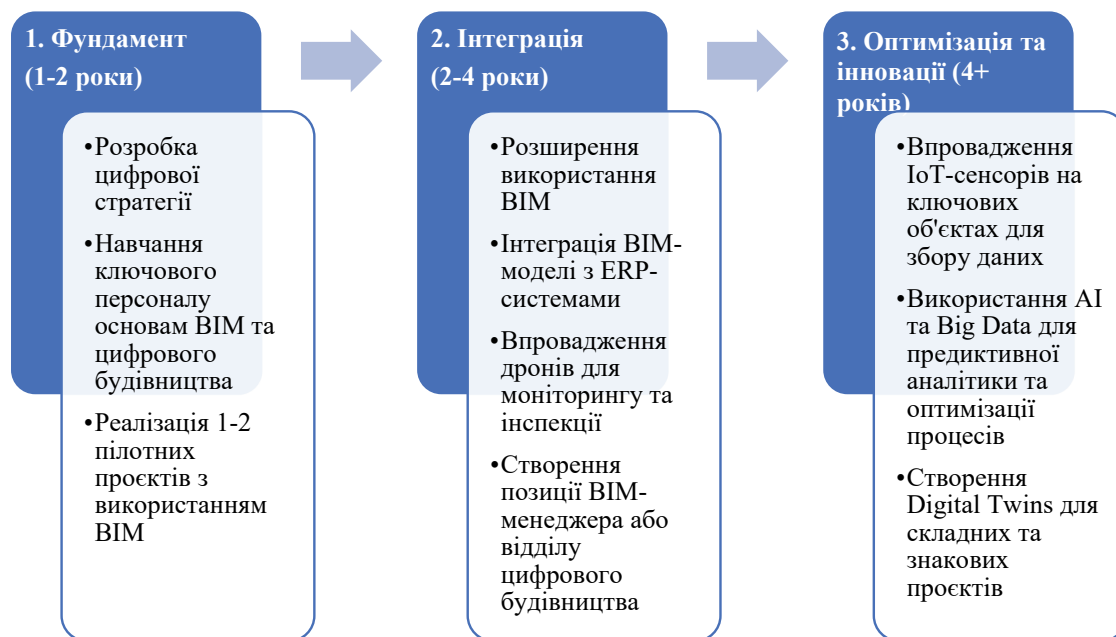 1. Фундамент
(1-2 роки)
•Розробка
цифрової
стратегії
•Навчання
ключового
персоналу
основам BIM та
цифрового
будівництва
•Реалізація 1-2
пілотних
проєктів з
використанням
BIM
2. Інтеграція
(2-4 роки)
•Розширення
використання
BIM
•Інтеграція BIM-
моделі з ERP-
системами
•Впровадження
дронів для
моніторингу та
інспекції
•Створення
позиції BIM-
менеджера або
відділу
цифрового
будівництва
3. Оптимізація та
інновації (4+
років)
•Впровадження
IoT-сенсорів на
ключових
об'єктах для
збору даних
•Використання AI
та Big Data для
предиктивної
аналітики та
оптимізації
процесів
•Створення
Digital Twins для
складних та
знакових
проєктів